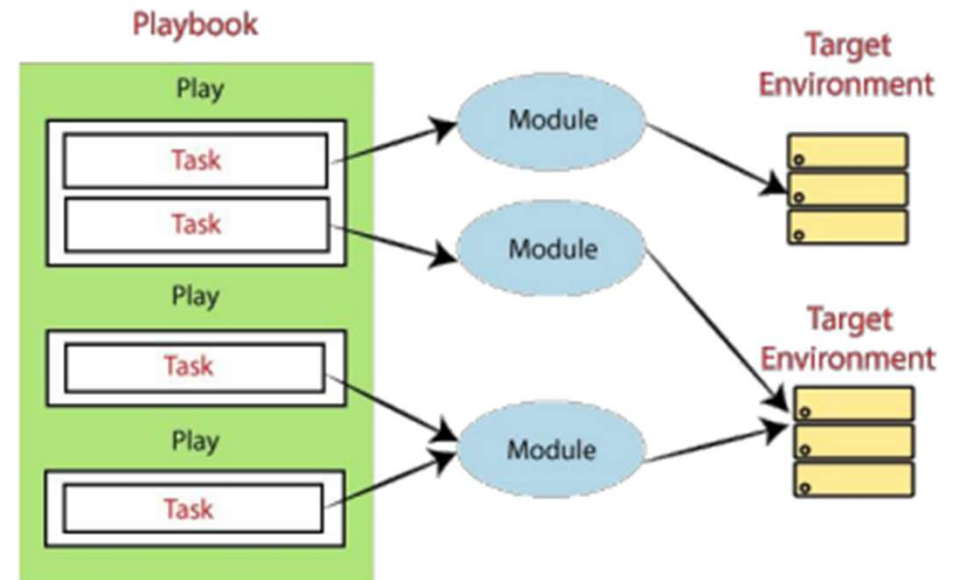 Playbook
Play
Task
Task
Play
Task
Play
Task
Module
Module
Module
Target
Environment
Target
Environment